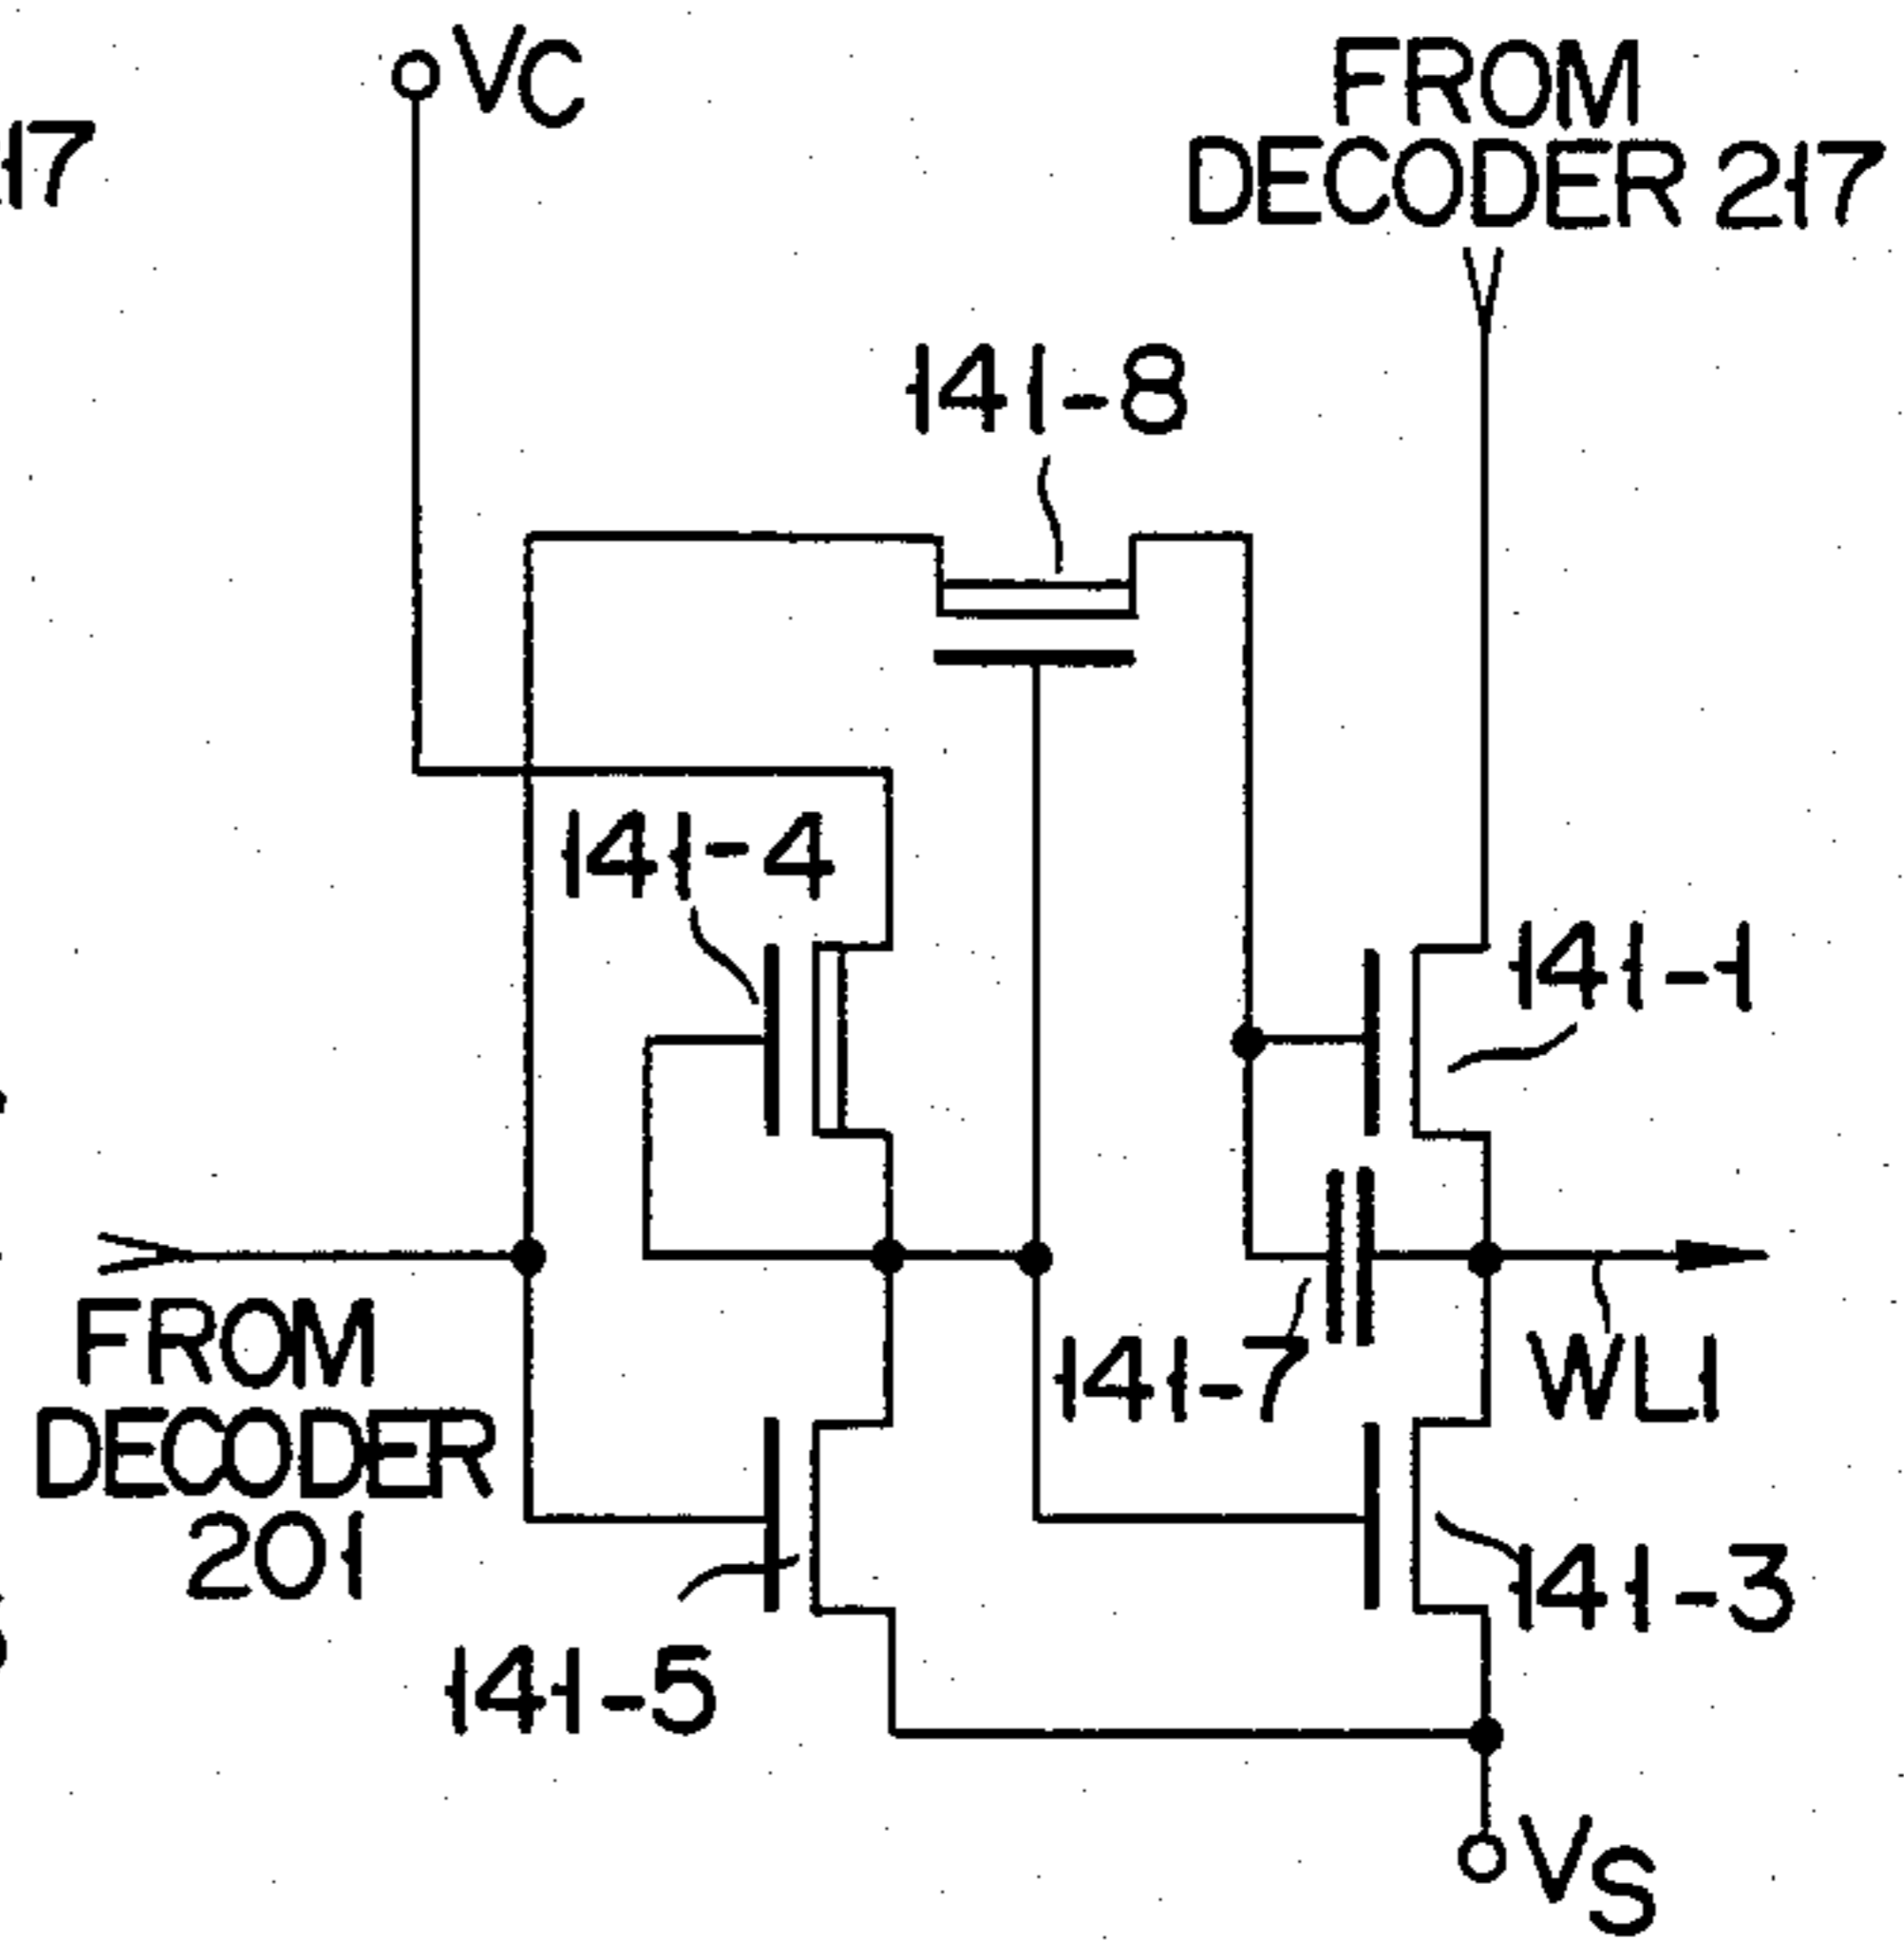 17
VC
FROM
DECODER 217
141-8
141-4
141-1
FROM
DECODER
201
141-7
WL1
141-5
141-3
VS